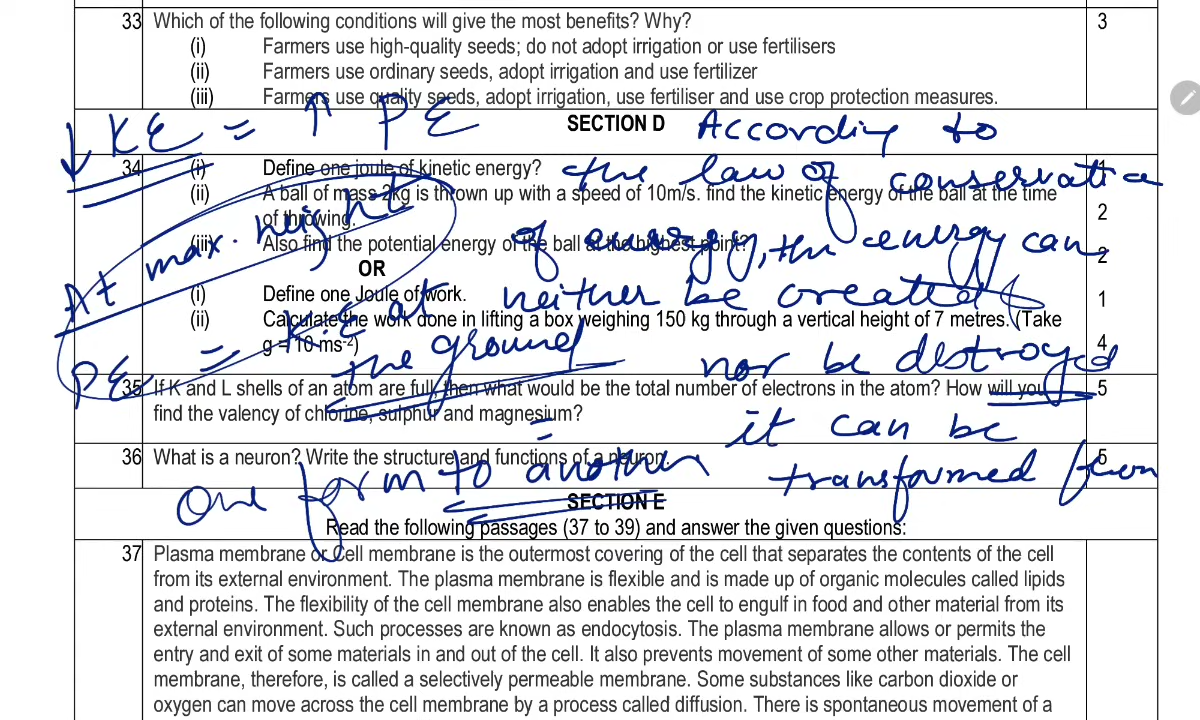 33 Which of the following conditions will give the most benefits? Why? 3
(i) Farmers use high-quality seeds; do not adopt irrigation or use fertilisers
(ii) Farmers use ordinary seeds, adopt irrigation and use fertilizer
(iii) Farmers use quality seeds, adopt irrigation, use fertiliser and use crop protection measures.
SECTION D
34 (i) Define one joule of kinetic energy? 1
(ii) A ball of mass 2kg is thrown up with a speed of 10m/s. find the kinetic energy of the ball at the time
of throwing. 2
(iii) Also find the potential energy of the ball at the highest point? 2
OR
(i) Define one Joule of work. 1
(ii) Calculate the work done in lifting a box weighing 150 kg through a vertical height of 7 metres. (Take
g = 10 ms-²) 4
35 If K and L shells of an atom are full, then what would be the total number of electrons in the atom? How will you 5
find the valency of chlorine, sulphur and magnesium?
36 What is a neuron? Write the structure and functions of a neuron. 5
SECTION E
Read the following passages (37 to 39) and answer the given questions:
37 Plasma membrane or Cell membrane is the outermost covering of the cell that separates the contents of the cell
from its external environment. The plasma membrane is flexible and is made up of organic molecules called lipids
and proteins. The flexibility of the cell membrane also enables the cell to engulf in food and other material from its
external environment. Such processes are known as endocytosis. The plasma membrane allows or permits the
entry and exit of some materials in and out of the cell. It also prevents movement of some other materials. The cell
membrane, therefore, is called a selectively permeable membrane. Some substances like carbon dioxide or
oxygen can move across the cell membrane by a process called diffusion. There is spontaneous movement of a
↓ KE = ↑ PE
At max. height
PE = K.E at
the ground
According to
the law of conservation
of energy, the energy can
neither be created
nor be destroyed
it can be
transformed from
one form to another